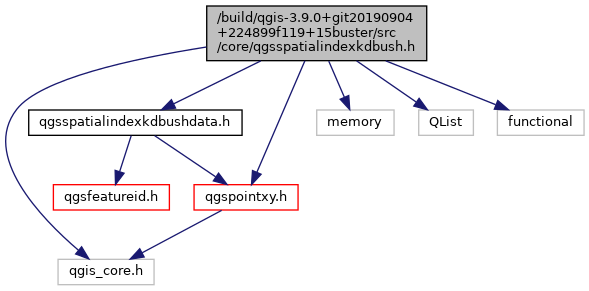 /build/qgis-3.9.0+git20190904
+224899f119+15buster/src
/core/qgsspatialindexkdbush.h
qgsspatialindexkdbushdata.h
memory
QList
functional
qgsfeatureid.h
qgspointxy.h
qgis_core.h